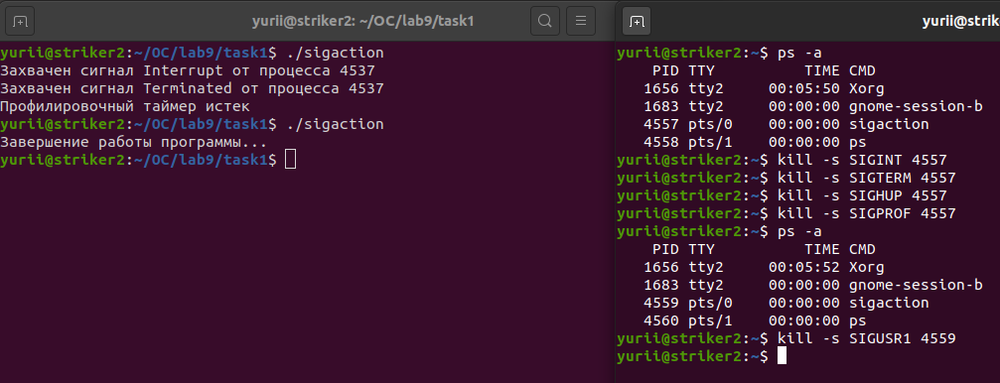 yurii@striker2: ~/OC/lab9/task1
yurii@striker2:~/OC/lab9/task1$ ./sigaction
Захвачен сигнал Interrupt от процесса 4537
Захвачен сигнал Terminated от процесса 4537
Профилировочный таймер истек
yurii@striker2:~/OC/lab9/task1$ ./sigaction
Завершение работы программы...
yurii@striker2:~/OC/lab9/task1$
yurii@stri
yurii@striker2:~$ ps -a
    PID TTY          TIME CMD
   1656 tty2     00:05:50 Xorg
   1683 tty2     00:00:00 gnome-session-b
   4557 pts/0    00:00:00 sigaction
   4558 pts/1    00:00:00 ps
yurii@striker2:~$ kill -s SIGINT 4557
yurii@striker2:~$ kill -s SIGTERM 4557
yurii@striker2:~$ kill -s SIGHUP 4557
yurii@striker2:~$ kill -s SIGPROF 4557
yurii@striker2:~$ ps -a
    PID TTY          TIME CMD
   1656 tty2     00:05:52 Xorg
   1683 tty2     00:00:00 gnome-session-b
   4559 pts/0    00:00:00 sigaction
   4560 pts/1    00:00:00 ps
yurii@striker2:~$ kill -s SIGUSR1 4559
yurii@striker2:~$